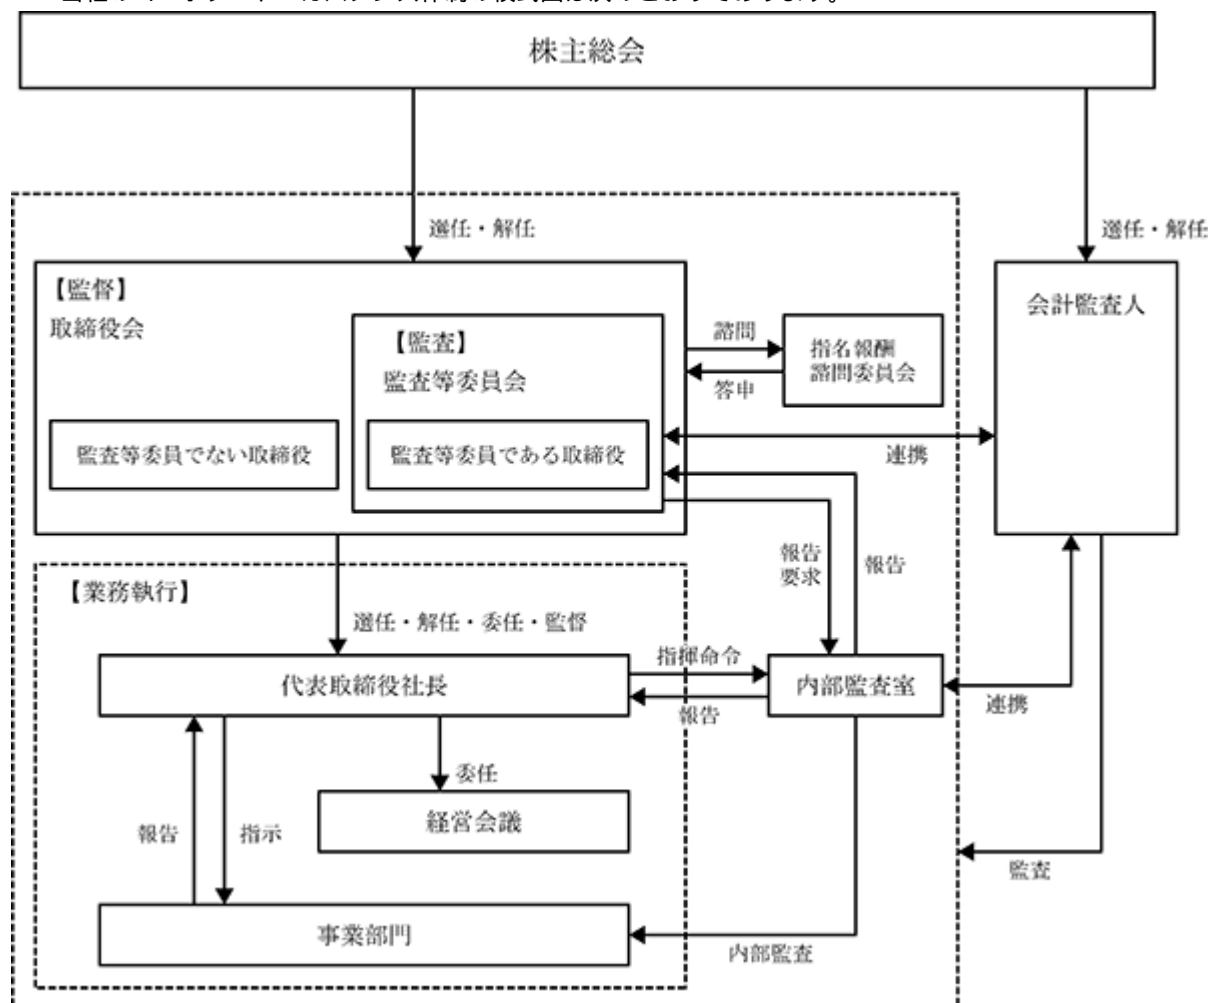 株主総会
選任・解任
選任・解任
【監督】
取締役会
【監査】
監査等委員会
監査等委員でない取締役
監査等委員である取締役
諮問
答申
指名報酬
諮問委員会
会計監査人
連携
報告
要求
報告
【業務執行】
選任・解任・委任・監督
代表取締役社長
指揮命令
報告
内部監査室
連携
委任
経営会議
報告
指示
監査
事業部門
内部監査